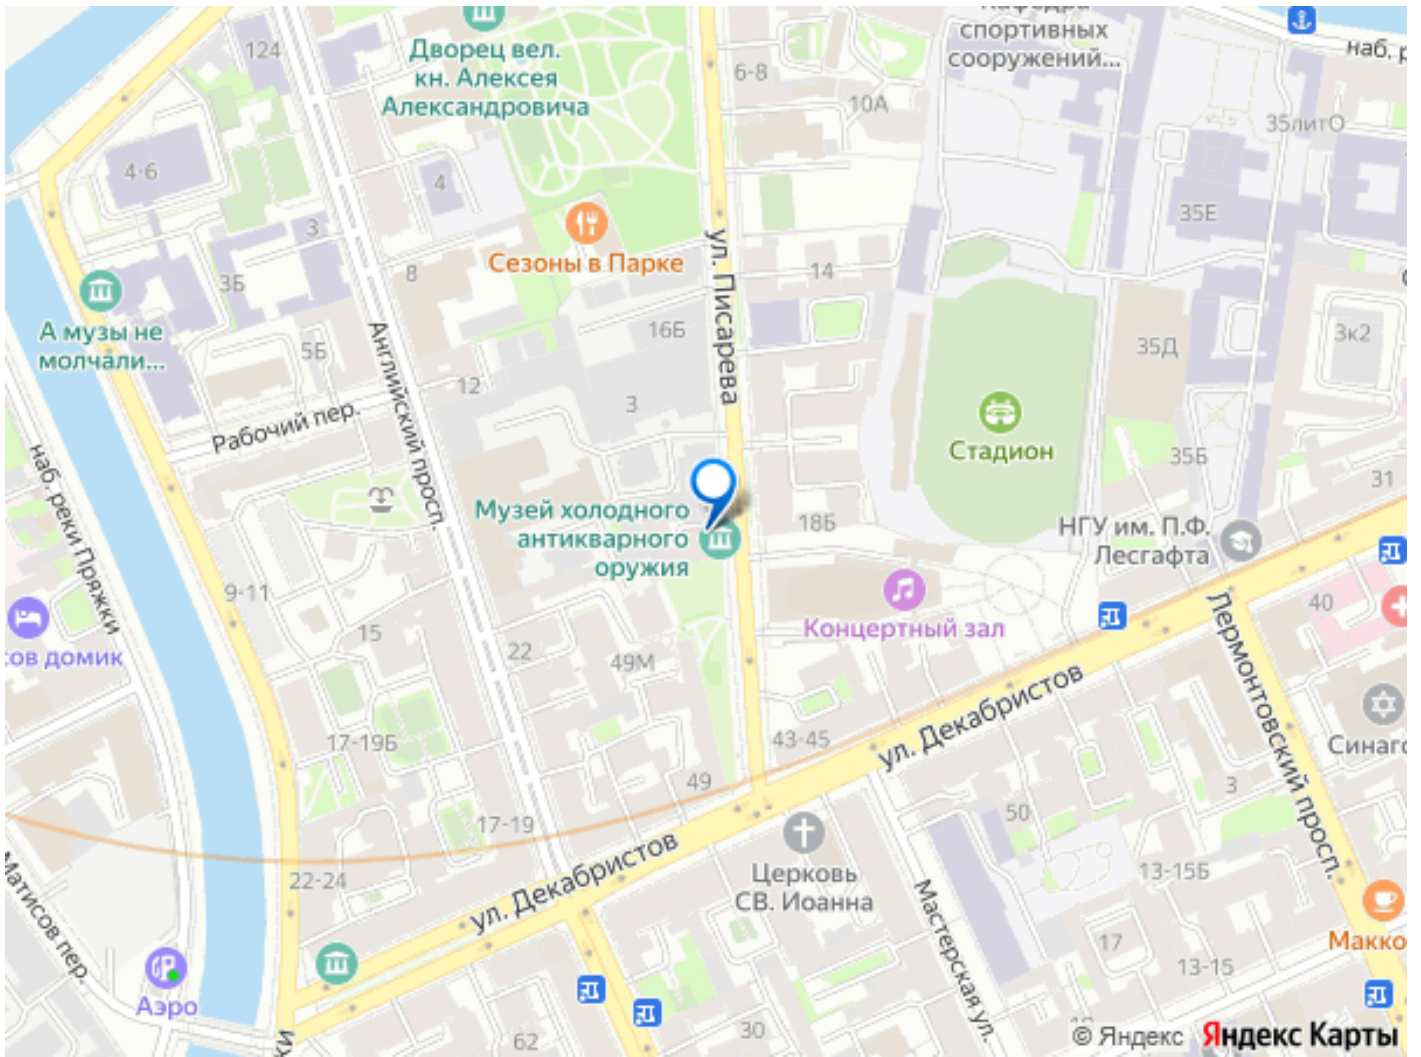 124
Дворец вел.
кн. Алексея
Александровича
6-8
10А
спортивных
сооружений...
наб. р
35литО
4-6
4
3
8
3Б
Сезоны в Парке
ул. Писарева
14
35Е
А музы не
молчали...
5Б
12
16Б
3
Английский просп.
Рабочий пер.
35Д
3к2
Стадион
35Б
31
наб. реки Пряжки
Музей холодного
антикварного
оружия
18Б
НГУ им. П.Ф.
Лесгафта
9-11
15
22
49М
Концертный зал
40
Лермонтовский просп.
сов домик
17-19Б
43-45
ул. Декабристов
Синаго
49
3
17-19
50
22-24
ул. Декабристов
Церковь
СВ. Иоанна
13-15Б
Матисов пер.
Мастерская ул.
17
Макко
13-15
Аэро
62
30
© Яндекс
Яндекс Карты